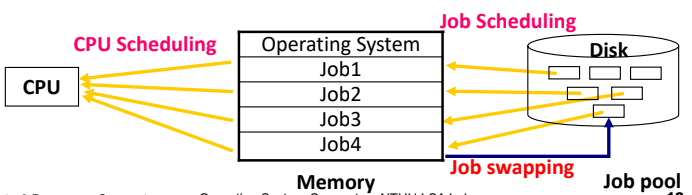 Job Scheduling
CPU Scheduling
Operating System
Disk
Job1
CPU
Job2
Job3
Job4
Job swapping
Memory
Job pool